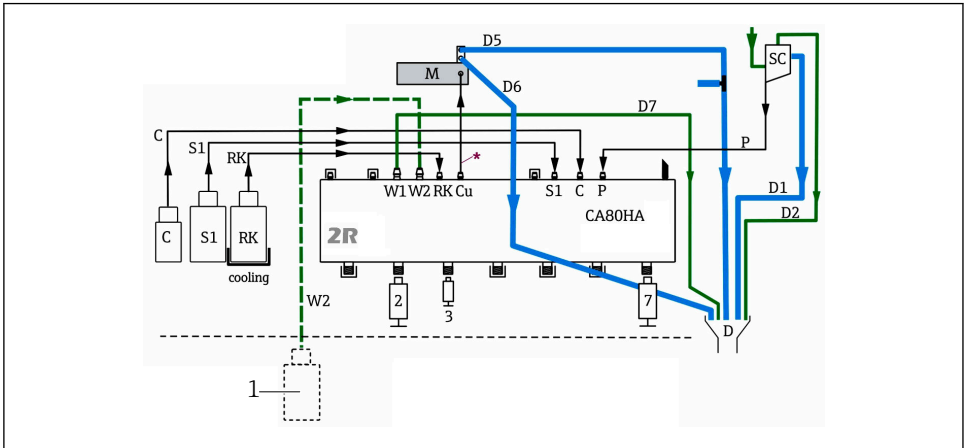 D5
SC
M
D6
D7
C
S1
RK
*
P
W1 W2 RK Cu
S1 C P
D1
D2
CA80HA
C
S1
RK
2R
cooling
W2
2
3
7
D
1